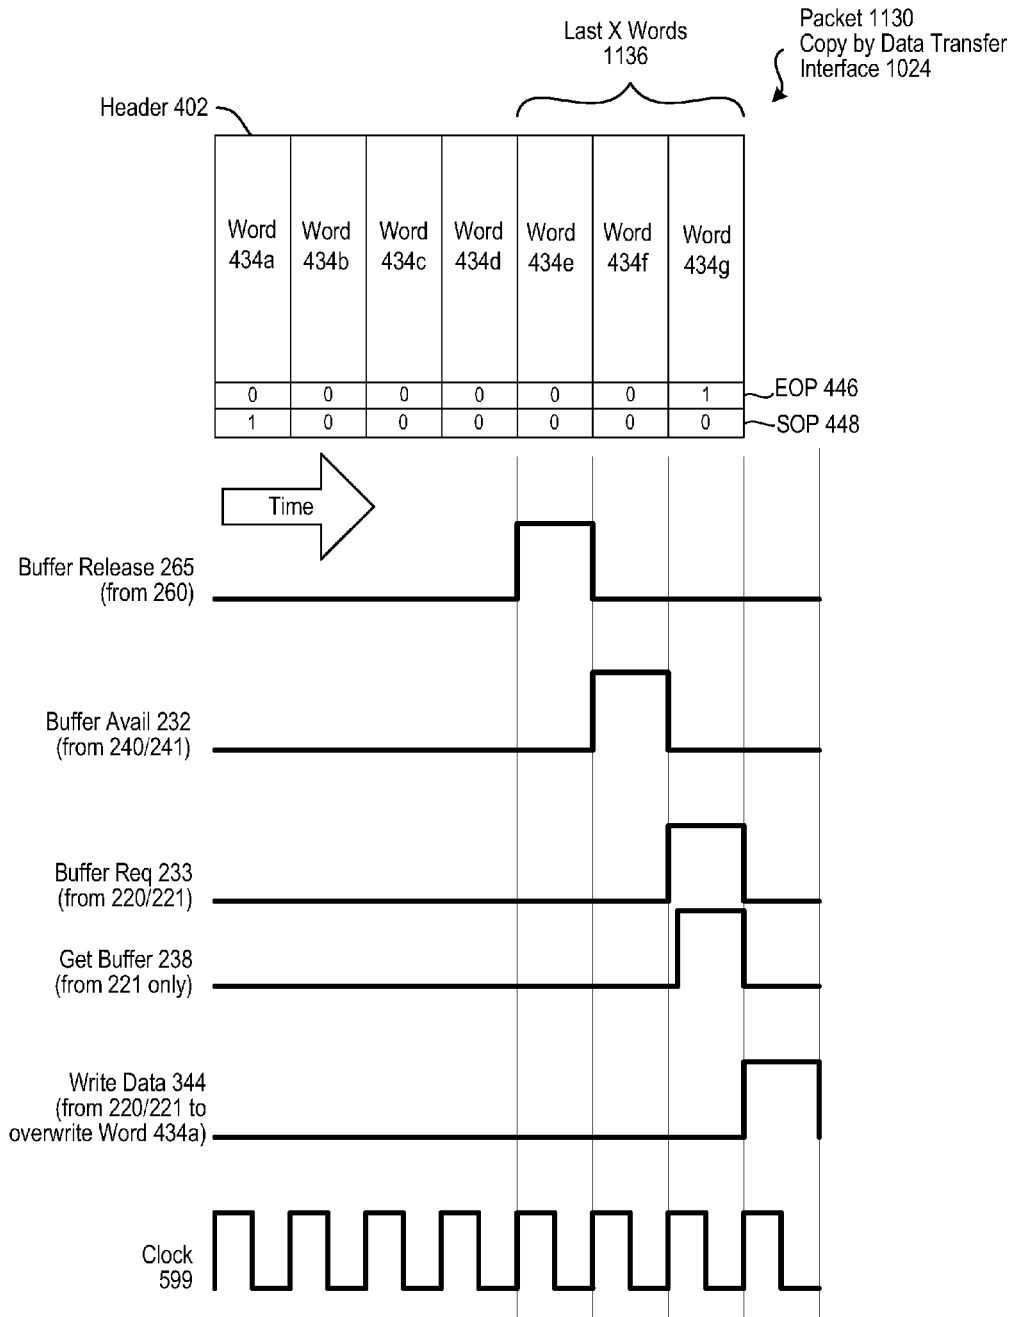 Last X Words
1136
Packet 1130
Copy by Data Transfer
Interface 1024
Header 402
Word
434a
Word
434b
Word
434c
Word
434d
Word
434e
Word
434f
Word
434g
0 0 0 0 0 0 1
EOP 446
1 0 0 0 0 0 0
SOP 448
Time
Buffer Release 265
(from 260)
Buffer Avail 232
(from 240/241)
Buffer Req 233
(from 220/221)
Get Buffer 238
(from 221 only)
Write Data 344
(from 220/221 to
overwrite Word 434a)
Clock
599